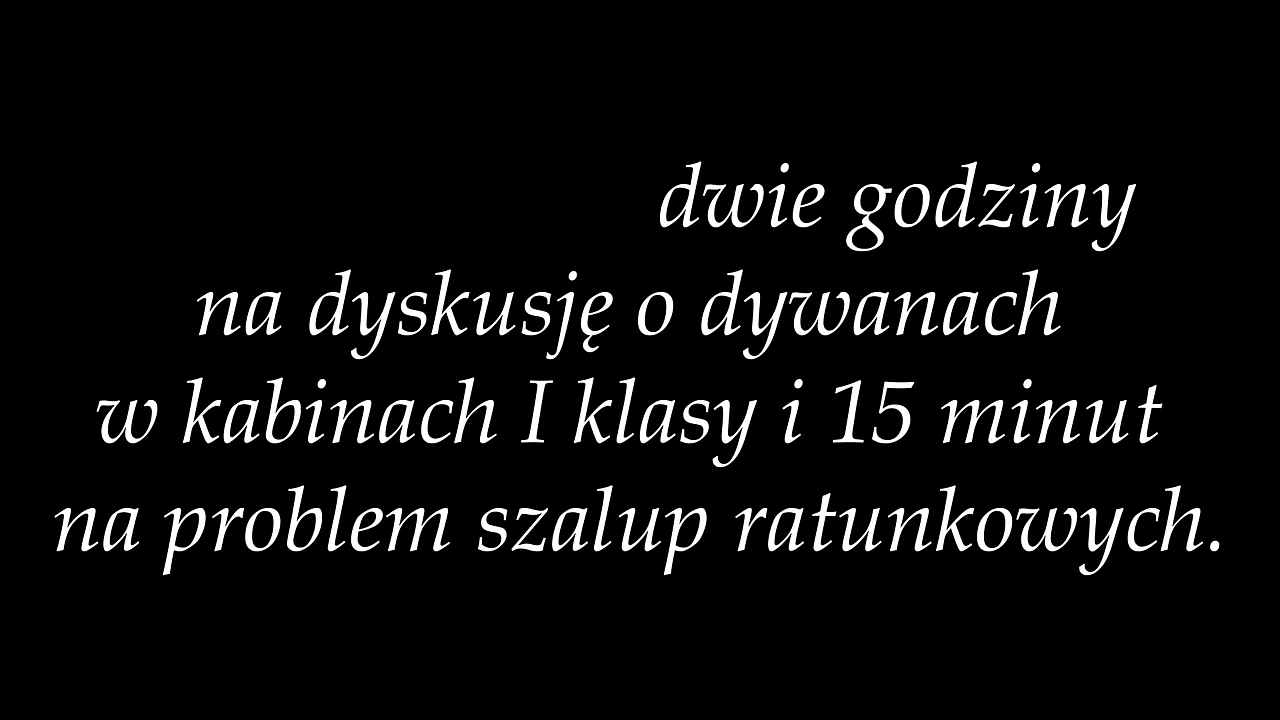 dwie godziny
na dyskusję o dywanach
w kabinach I klasy i 15 minut
na problem szalup ratunkowych.